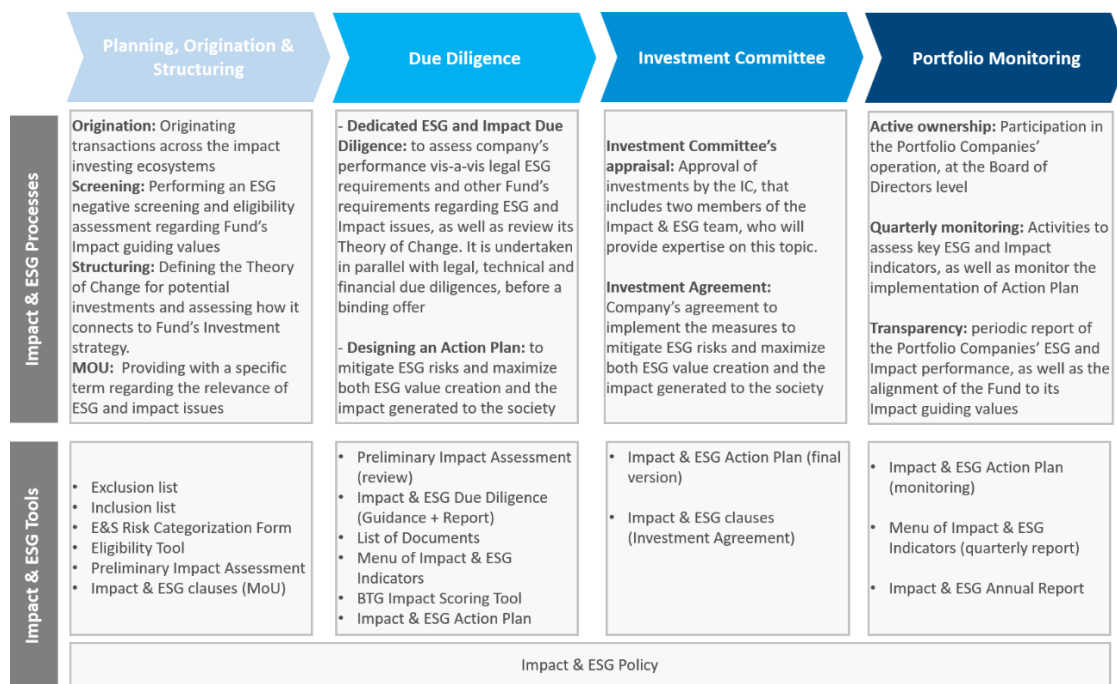 Planning, Origination &
Structuring
Due Diligence
Investment Committee
Portfolio Monitoring
Impact & ESG Processes
Origination: Originating
transactions across the impact
investing ecosystems
Screening: Performing an ESG
negative screening and eligibility
assessment regarding Fund's
Impact guiding values
Structuring: Defining the Theory
of Change for potential
investments and assessing how it
connects to Fund's Investment
strategy.
MOU: Providing with a specific
term regarding the relevance of
ESG and impact issues
- Dedicated ESG and Impact Due
Diligence: to assess company's
performance vis-a-vis legal ESG
requirements and other Fund's
requirements regarding ESG and
Impact issues, as well as review its
Theory of Change. It is undertaken
in parallel with legal, technical and
financial due diligences, before a
binding offer
- Designing an Action Plan: to
mitigate ESG risks and maximize
both ESG value creation and the
impact generated to the society
Investment Committee's
appraisal: Approval of
investments by the IC, that
includes two members of the
Impact & ESG team, who will
provide expertise on this topic.
Investment Agreement:
Company's agreement to
implement the measures to
mitigate ESG risks and maximize
both ESG value creation and the
impact generated to the society
Active ownership: Participation in
the Portfolio Companies'
operation, at the Board of
Directors level
Quarterly monitoring: Activities to
assess key ESG and Impact
indicators, as well as monitor the
implementation of Action Plan
Transparency: periodic report of
the Portfolio Companies' ESG and
Impact performance, as well as the
alignment of the Fund to its
Impact guiding values
Impact & ESG Tools
• Exclusion list
• Inclusion list
• E&S Risk Categorization Form
• Eligibility Tool
• Preliminary Impact Assessment
• Impact & ESG clauses (MoU)
• Preliminary Impact Assessment
(review)
• Impact & ESG Due Diligence
(Guidance + Report)
• List of Documents
• Menu of Impact & ESG
Indicators
• BTG Impact Scoring Tool
• Impact & ESG Action Plan
• Impact & ESG Action Plan (final
version)
• Impact & ESG clauses
(Investment Agreement)
• Impact & ESG Action Plan
(monitoring)
• Menu of Impact & ESG
Indicators (quarterly report)
• Impact & ESG Annual Report
Impact & ESG Policy